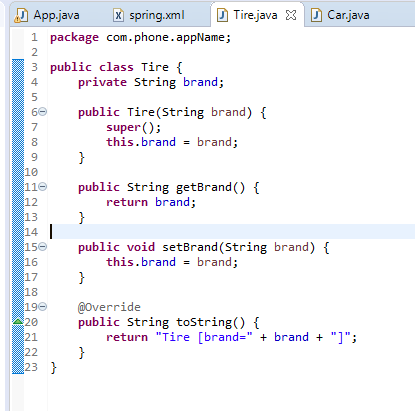 App.java spring.xml Tire.java Car.java
1 package com.phone.appName;
2
3 public class Tire {
4     private String brand;
5
6     public Tire(String brand) {
7         super();
8         this.brand = brand;
9     }
10
11     public String getBrand() {
12         return brand;
13     }
14
15     public void setBrand(String brand) {
16         this.brand = brand;
17     }
18
19     @Override
20     public String toString() {
21         return "Tire [brand=" + brand + "]";
22     }
23 }